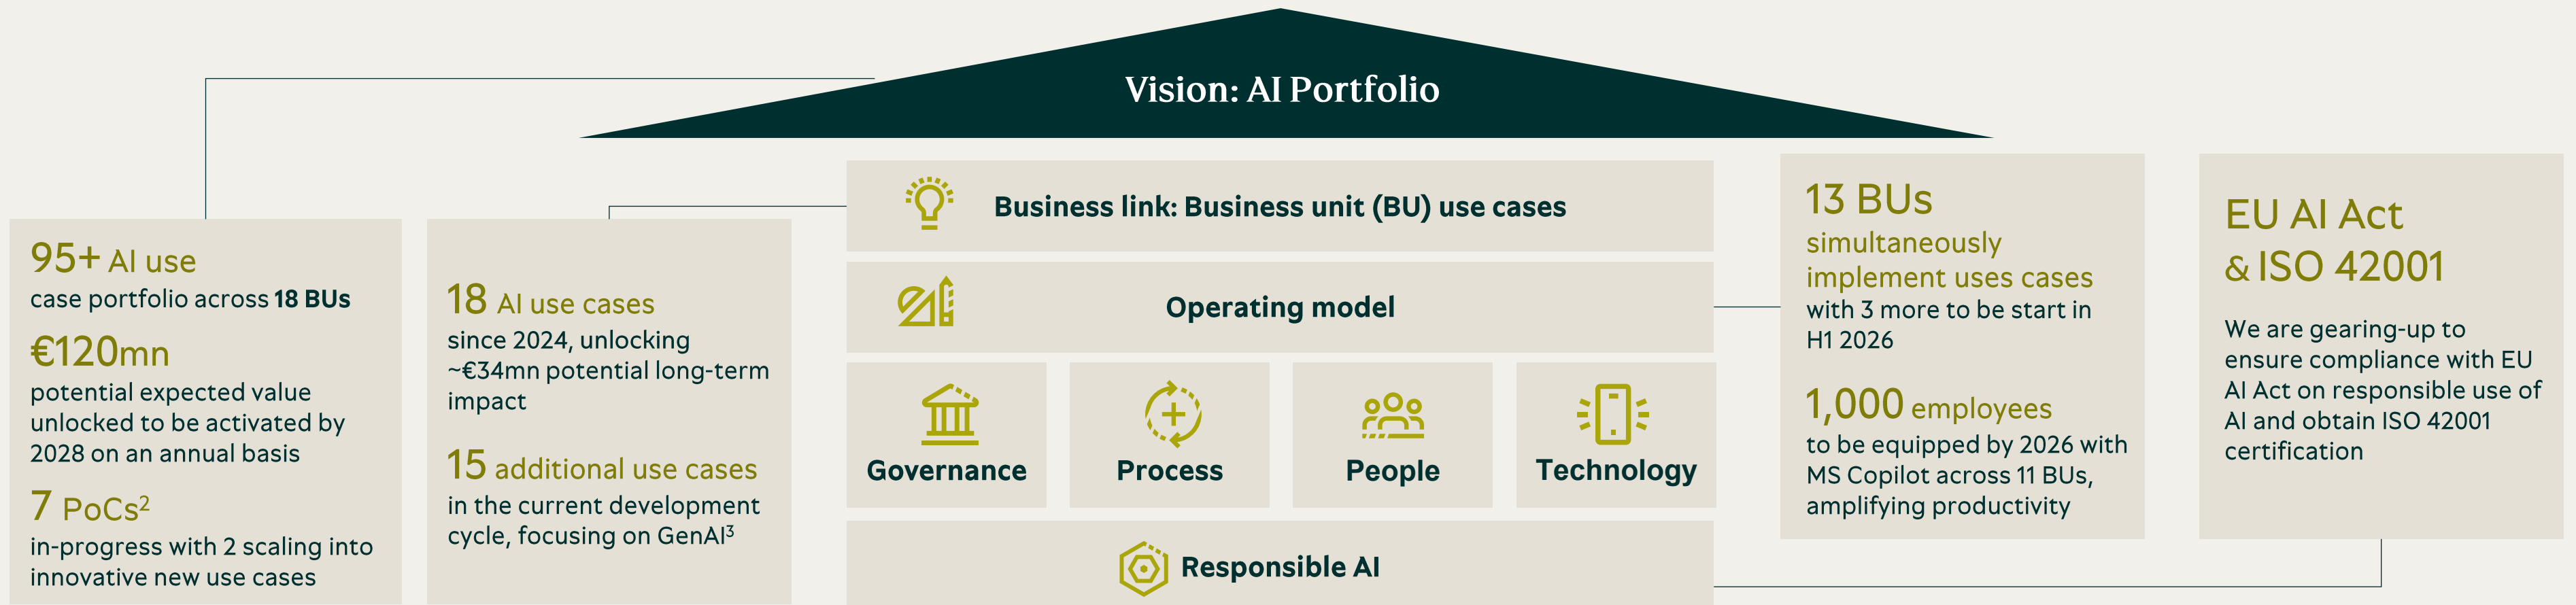 Vision: AI Portfolio
95+ AI use
case portfolio across 18 BUs
€120mn
potential expected value
unlocked to be activated by
2028 on an annual basis
7 PoCs²
in-progress with 2 scaling into
innovative new use cases
18 AI use cases
since 2024, unlocking
~€34mn potential long-term
impact
15 additional use cases
in the current development
cycle, focusing on GenAI³
Business link: Business unit (BU) use cases
Operating model
Governance
Process
People
Technology
Responsible AI
13 BUs
simultaneously
implement uses cases
with 3 more to be start in
H1 2026
1,000 employees
to be equipped by 2026 with
MS Copilot across 11 BUs,
amplifying productivity
EU AI Act
& ISO 42001
We are gearing-up to
ensure compliance with EU
AI Act on responsible use of
AI and obtain ISO 42001
certification